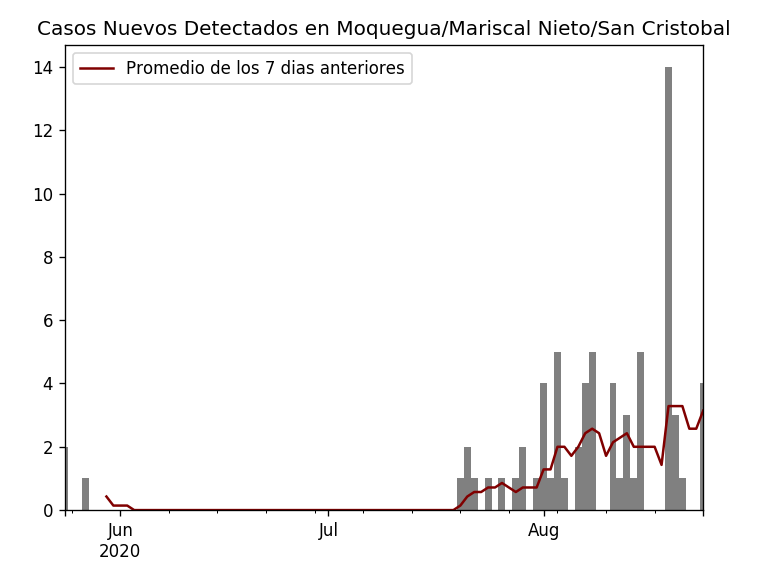 Casos Nuevos Detectados en Moquegua/Mariscal Nieto/San Cristobal
Promedio de los 7 dias anteriores
14
12
10
8
6
4
2
0
Jun
2020
Jul
Aug